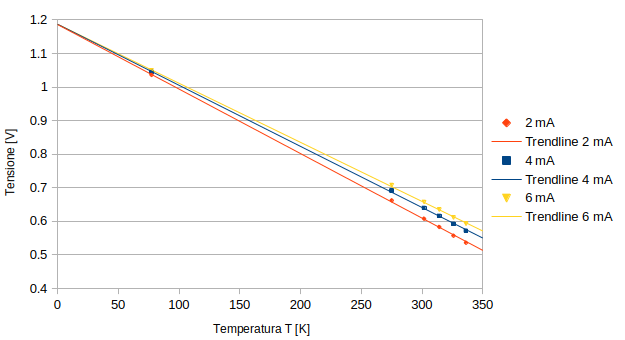 1.2
1.1
1
0.9
0.8
0.7
0.6
0.5
0.4
0 50 100 150 200 250 300 350
Tensione [V]
Temperatura T [K]
2 mA
Trendline 2 mA
4 mA
Trendline 4 mA
6 mA
Trendline 6 mA